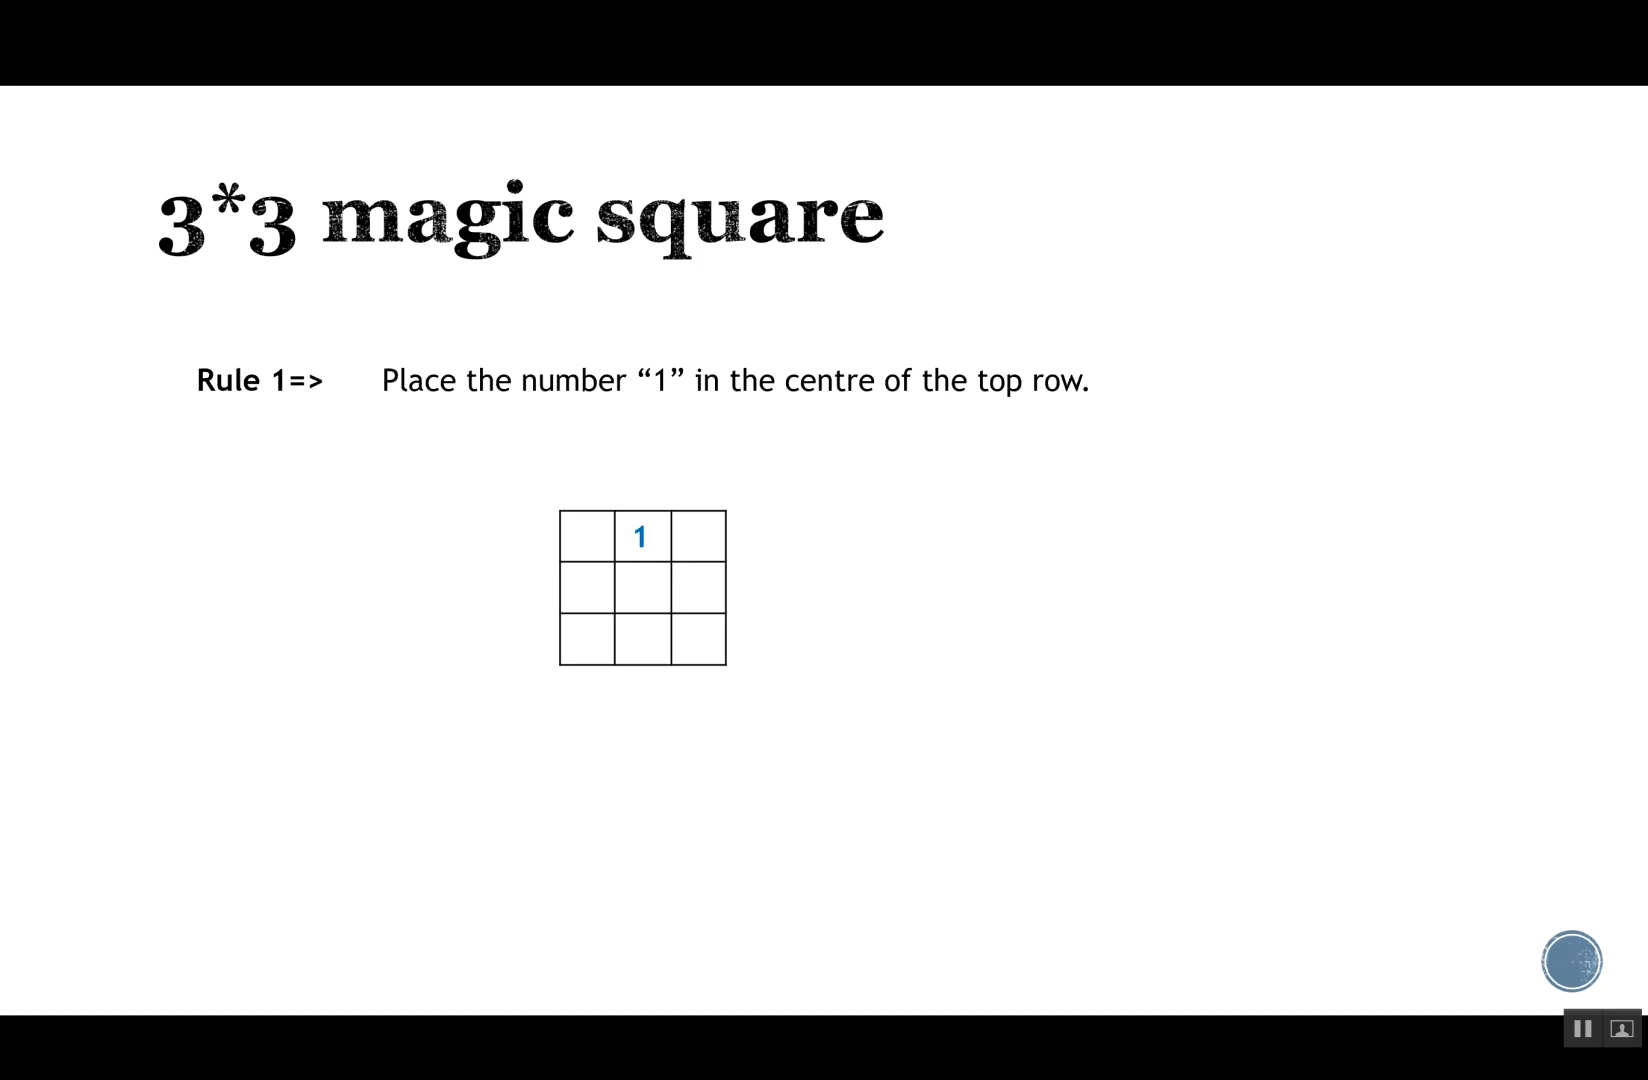 3*3 magic square
Rule 1=> Place the number “1” in the centre of the top row.
1